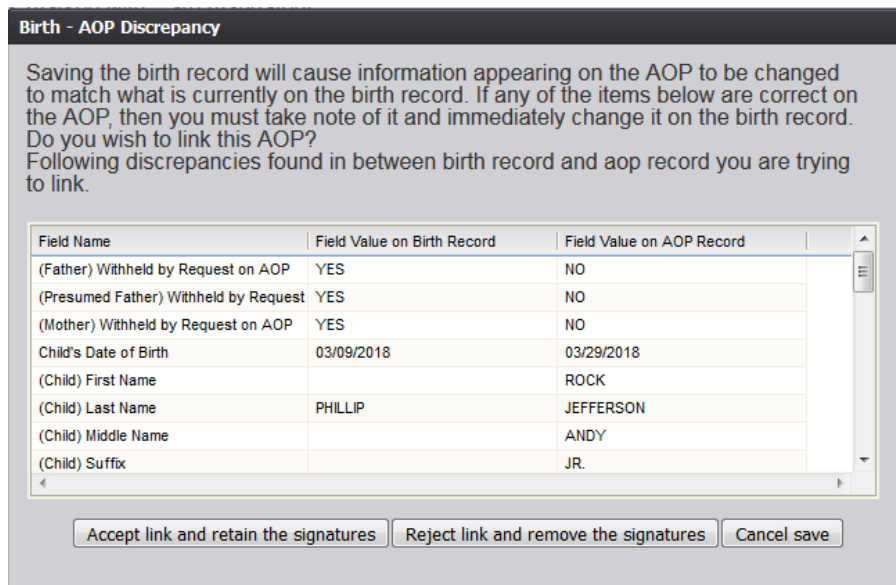 Birth - AOP Discrepancy
Saving the birth record will cause information appearing on the AOP to be changed
to match what is currently on the birth record. If any of the items below are correct on
the AOP, then you must take note of it and immediately change it on the birth record.
Do you wish to link this AOP?
Following discrepancies found in between birth record and aop record you are trying
to link.
Field Name Field Value on Birth Record Field Value on AOP Record
(Father) Withheld by Request on AOP YES NO
(Presumed Father) Withheld by Request YES NO
(Mother) Withheld by Request on AOP YES NO
Child's Date of Birth 03/09/2018 03/29/2018
(Child) First Name ROCK
(Child) Last Name PHILLIP JEFFERSON
(Child) Middle Name ANDY
(Child) Suffix JR.
Accept link and retain the signatures Reject link and remove the signatures Cancel save